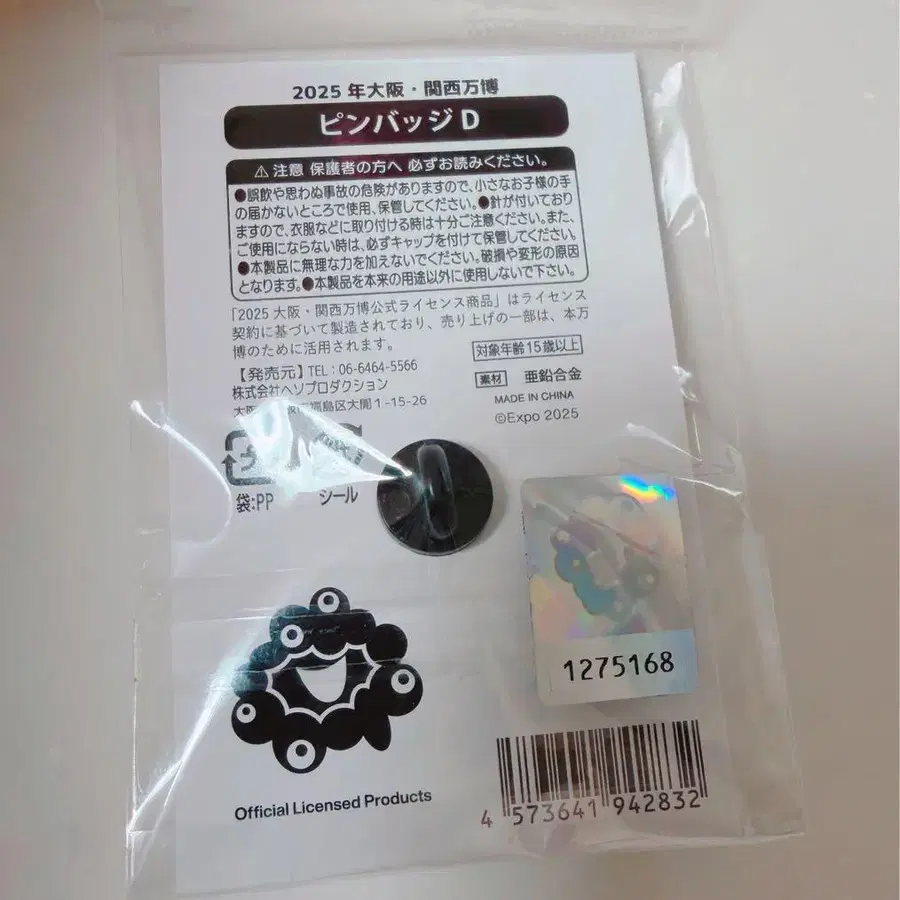 2025 年大阪・関西万博
ピンバッジ D
⚠注意 保護者の方へ 必ずお読みください。
●誤飲や思わぬ事故の危険がありますので、小さなお子様の手
の届かないところで使用、保管してください。●針が付いており
ますので、衣服などに取り付ける時は十分ご注意ください。また、
ご使用にならない時は、必ずキャップを付けて保管してください。
●本製品に無理な力を加えないでください。破損や変形の原因
となります。●本製品を本来の用途以外に使用しないで下さい。
「2025 大阪・関西万博公式ライセンス商品」はライセンス
契約に基づいて製造されており、売り上げの一部は、本万
博のために活用されます。
【発売元】TEL：06-6464-5566
株式会社ヘソプロダクション
大阪 福島区大開 1-15-26
対象年齢15歳以上
素材 亜鉛合金
MADE IN CHINA
©Expo 2025
袋:PP
シール
1275168
Official Licensed Products
4 573641 942832